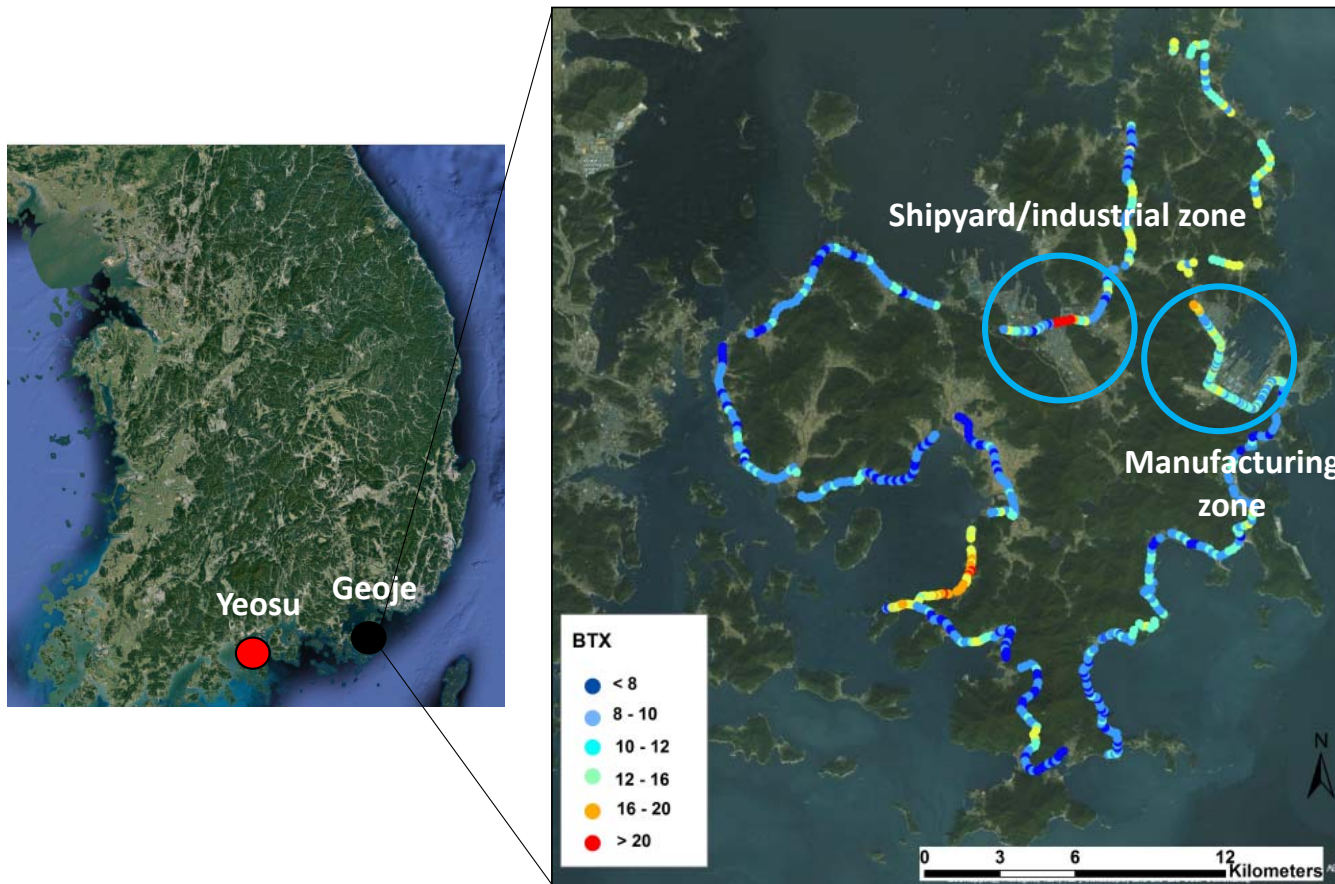 Yeosu
Geoje
Shipyard/industrial zone
Manufacturing
zone
BTX
< 8
8 - 10
10 - 12
12 - 16
16 - 20
> 20
N
0 3 6 12
Kilometers